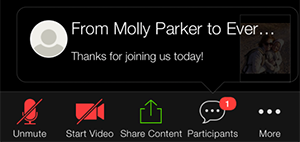 From Molly Parker to Ever…
Thanks for joining us today!
1
Unmute Start Video Share Content Participants More